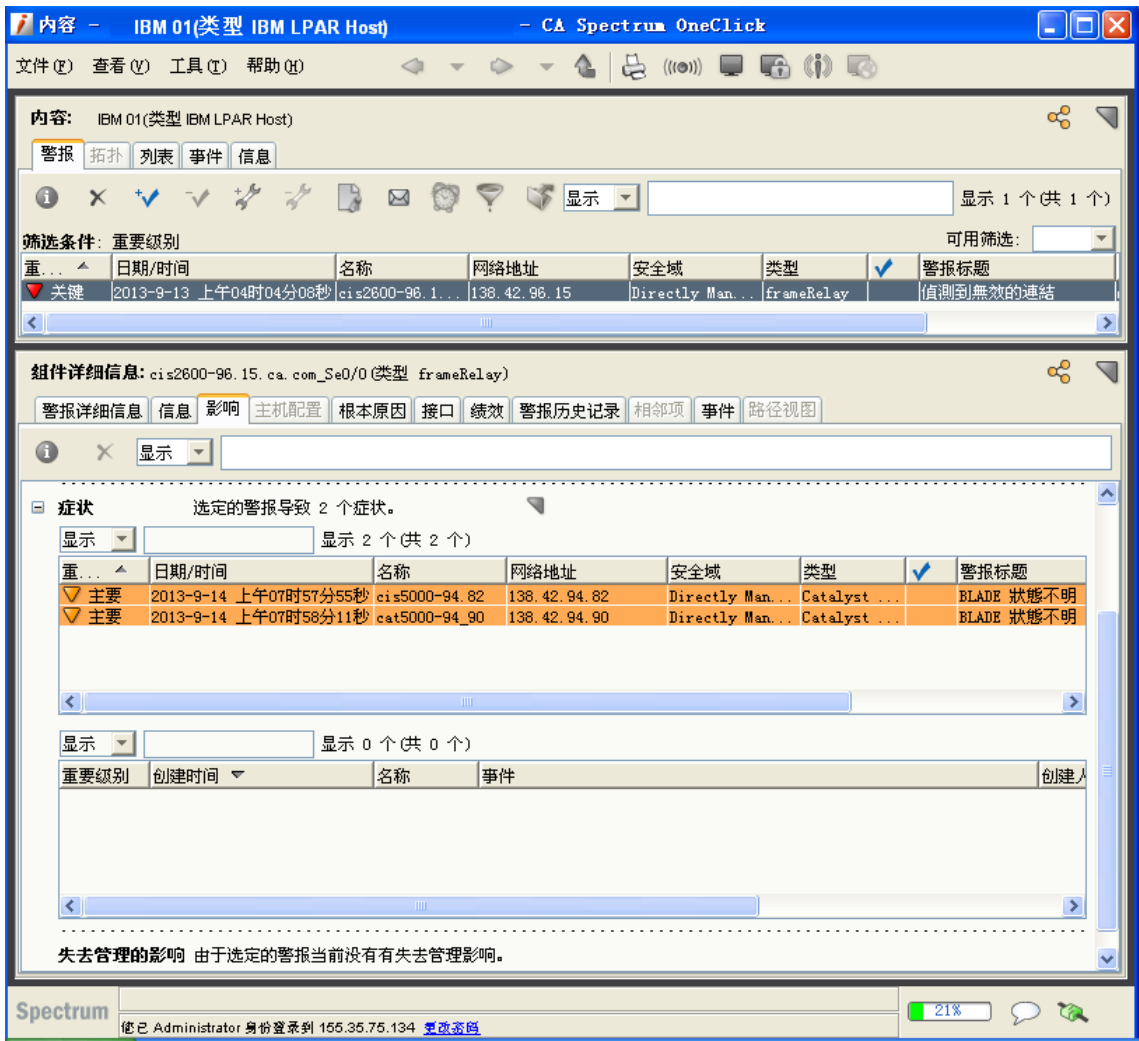 内容 - IBM 01(类型 IBM LPAR Host) - CA Spectrum OneClick
文件(F) 查看(V) 工具(T) 帮助(H)
内容: IBM 01(类型 IBM LPAR Host)
警报 拓扑 列表 事件 信息
显示 显示 1 个(共 1 个)
筛选条件: 重要级别 可用筛选:
重... 日期/时间 名称 网络地址 安全域 类型 警报标题
关键 2013-9-13 上午04时04分08秒 cis2600-96.1... 138.42.96.15 Directly Man... frameRelay 偵測到無效的連結
组件详细信息: cis2600-96.15.ca.com_Se0/0(类型 frameRelay)
警报详细信息 信息 影响 主机配置 根本原因 接口 绩效 警报历史记录 相邻项 事件 路径视图
显示
症状 选定的警报导致 2 个症状。
显示 显示 2 个(共 2 个)
重... 日期/时间 名称 网络地址 安全域 类型 警报标题
主要 2013-9-14 上午07时57分55秒 cis5000-94.82 138.42.94.82 Directly Man... Catalyst ... BLADE 狀態不明
主要 2013-9-14 上午07时58分11秒 cat5000-94_90 138.42.94.90 Directly Man... Catalyst ... BLADE 狀態不明
显示 显示 0 个(共 0 个)
重要级别 创建时间 名称 事件 创建人
失去管理的影响 由于选定的警报当前没有有失去管理影响。
Spectrum 21%
您已 Administrator 身份登录到 155.35.75.134 更改密码